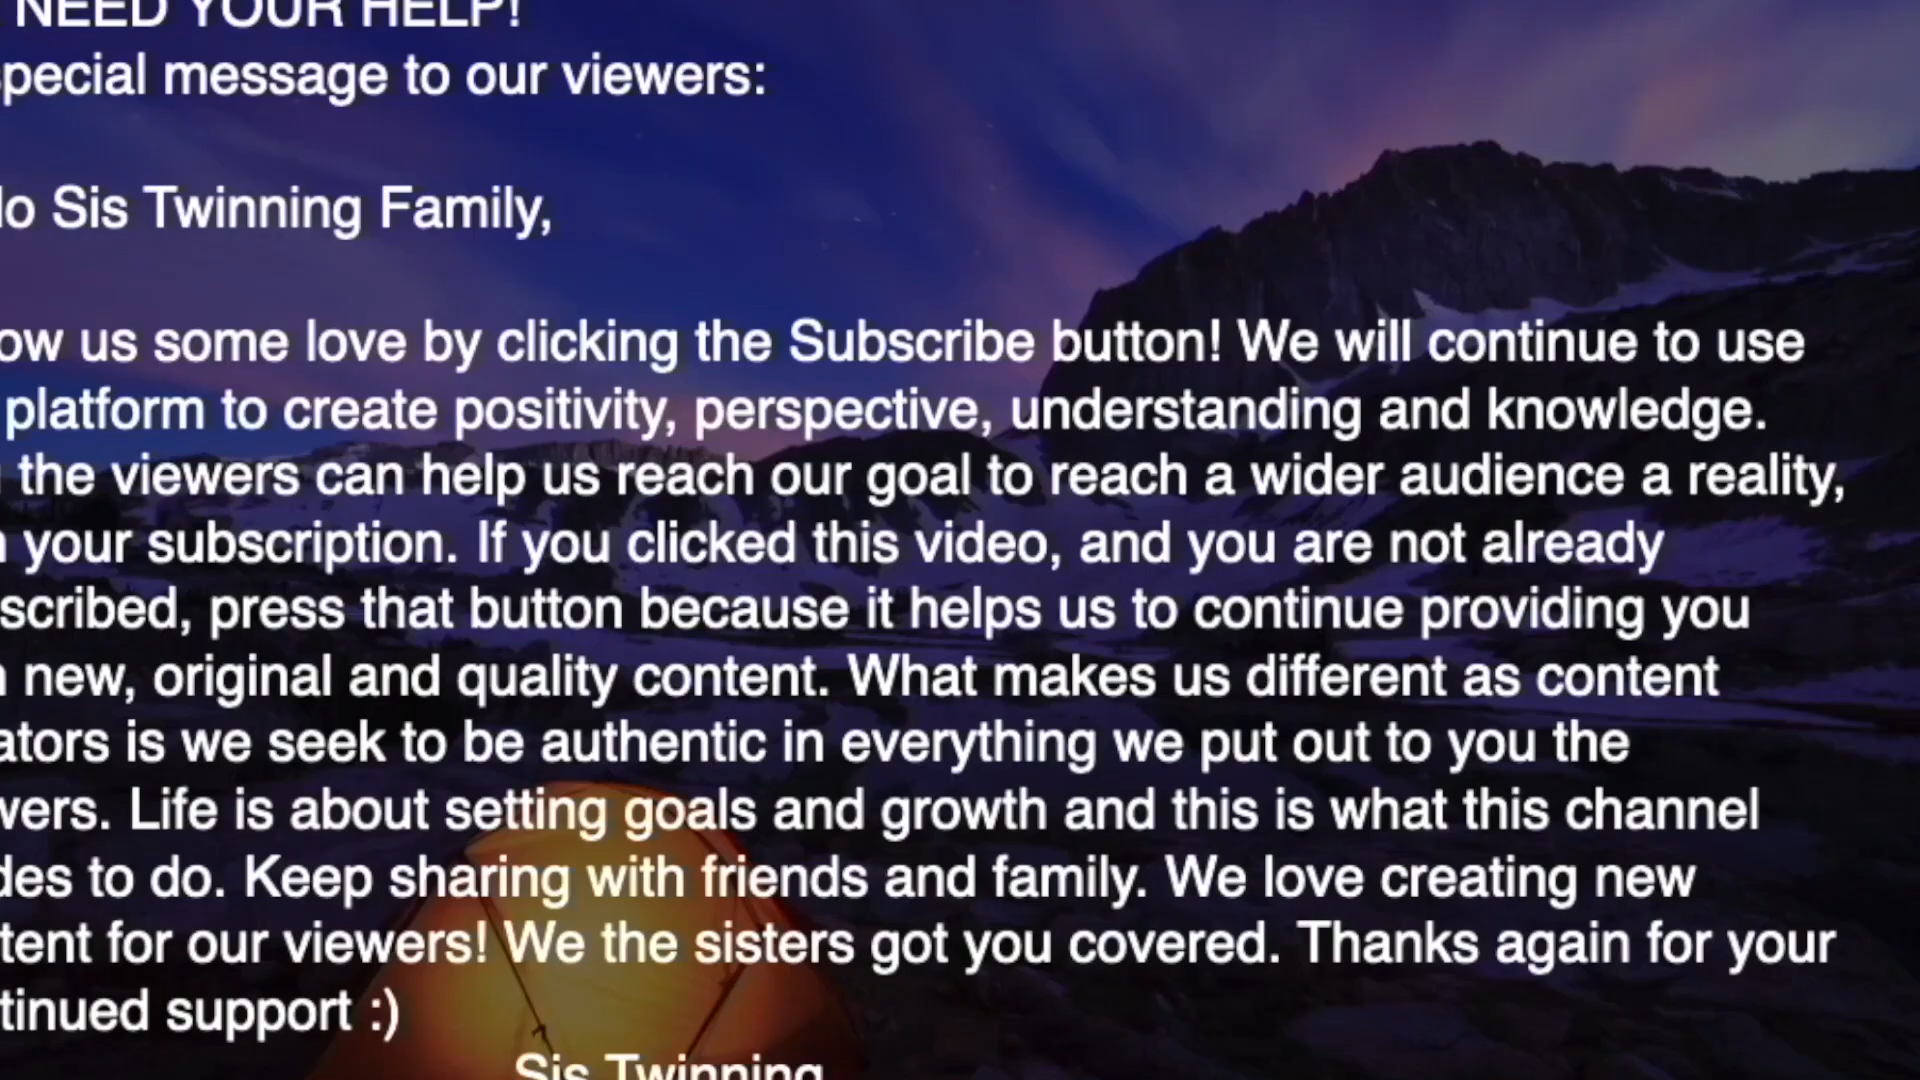 NEED YOUR HELP!
special message to our viewers:
lo Sis Twinning Family,
ow us some love by clicking the Subscribe button! We will continue to use
platform to create positivity, perspective, understanding and knowledge.
the viewers can help us reach our goal to reach a wider audience a reality,
your subscription. If you clicked this video, and you are not already
scribed, press that button because it helps us to continue providing you
new, original and quality content. What makes us different as content
ators is we seek to be authentic in everything we put out to you the
wers. Life is about setting goals and growth and this is what this channel
des to do. Keep sharing with friends and family. We love creating new
tent for our viewers! We the sisters got you covered. Thanks again for your
tinued support :)
Sis Twinning